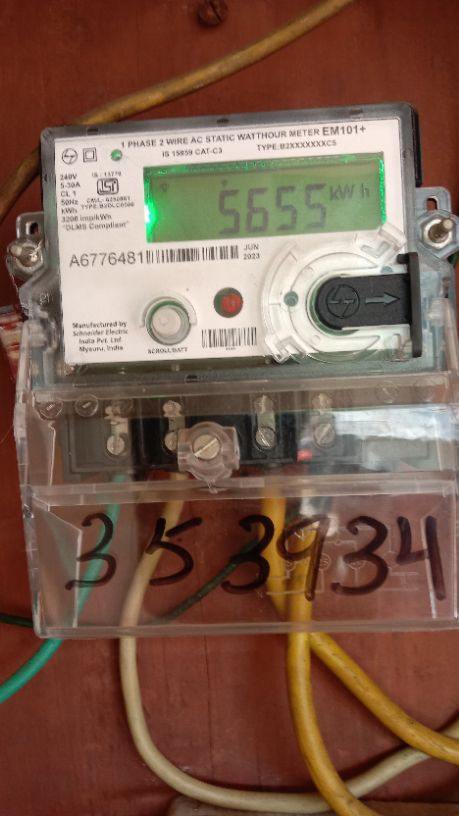 1 PHASE 2 WIRE AC STATIC WATTHOUR METER EM101+
IS 15959 CAT-C3 TYPE:B2XXXXXXXC5
240V
5-30A
CL 1
50Hz
kWh
IS : 13779
ISI
3200 imp/kWh
"DLMS Compliant"
5655 kWh
A6776481
JUN
2023
Manufactured by
Schneider Electric
India Pvt. Ltd.
Mysuru, India
SCROLL/BATT
353934